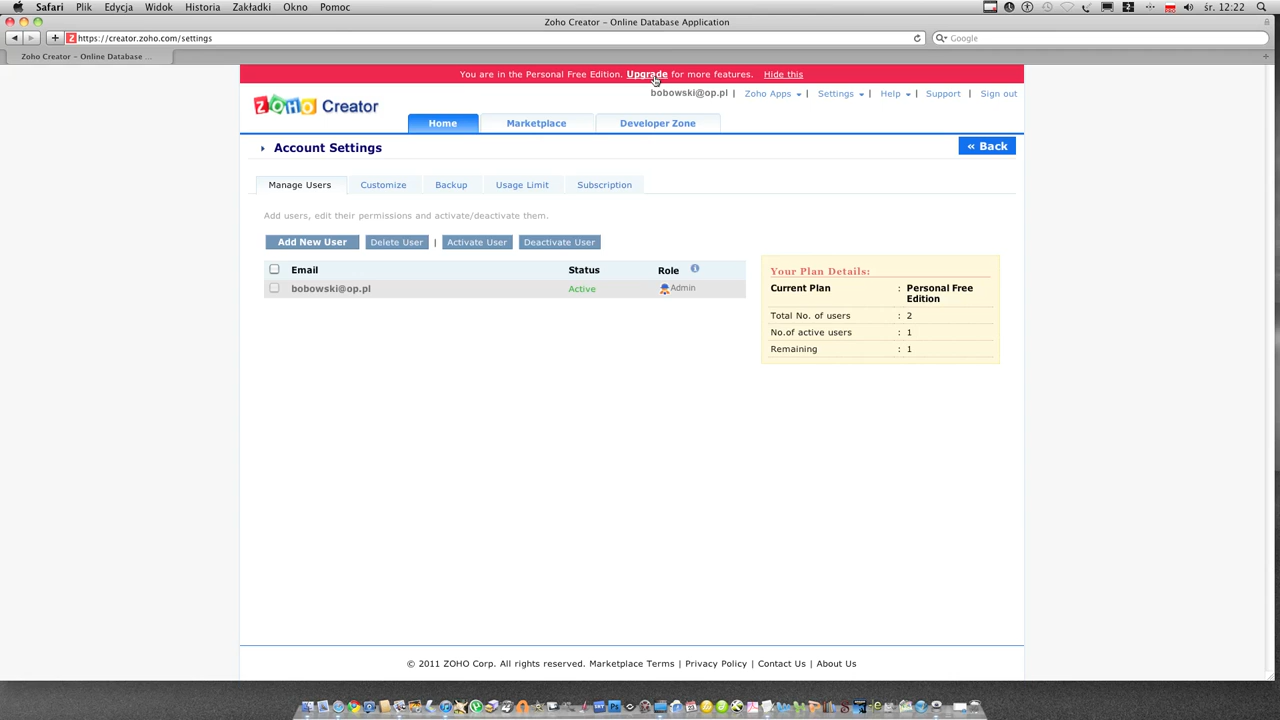 Safari Plik Edycja Widok Historia Zakładki Okno Pomoc
śr. 12:22
Zoho Creator – Online Database Application
https://creator.zoho.com/settings
Google
Zoho Creator – Online Database ...
You are in the Personal Free Edition. Upgrade for more features. Hide this
bobowski@op.pl | Zoho Apps | Settings | Help | Support | Sign out
ZOHO Creator
Home Marketplace Developer Zone
Account Settings
« Back
Manage Users Customize Backup Usage Limit Subscription
Add users, edit their permissions and activate/deactivate them.
Add New User Delete User | Activate User Deactivate User
Email Status Role
bobowski@op.pl Active Admin
Your Plan Details:
Current Plan : Personal Free
Edition
Total No. of users : 2
No.of active users : 1
Remaining : 1
© 2011 ZOHO Corp. All rights reserved. Marketplace Terms | Privacy Policy | Contact Us | About Us